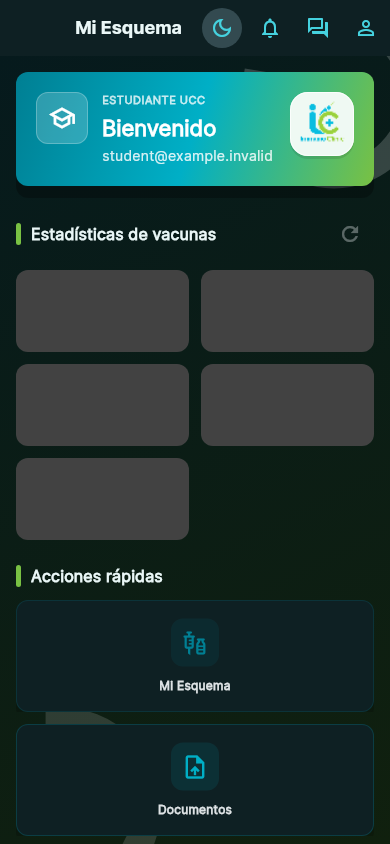 Mi Esquema
ESTUDIANTE UCC
Bienvenido
student@example.invalid
Estadísticas de vacunas
Acciones rápidas
Mi Esquema
Documentos